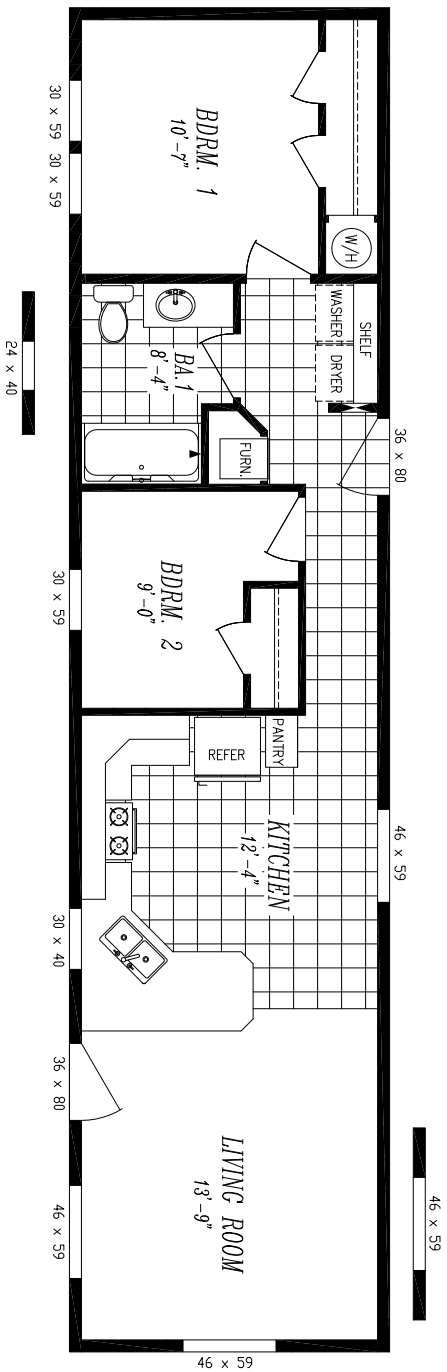 30 x 59
30 x 59
BDRM. 1
10'-7"
W/H
24 x 40
BA.1
8'-4"
WASHER
DRYER
SHELF
FURN.
36 x 80
30 x 59
BDRM. 2
9'-0"
REFER
PANTRY
KITCHEN
12'-4"
46 x 59
30 x 40
36 x 80
LIVING ROOM
13'-9"
46 x 59
46 x 59
46 x 59